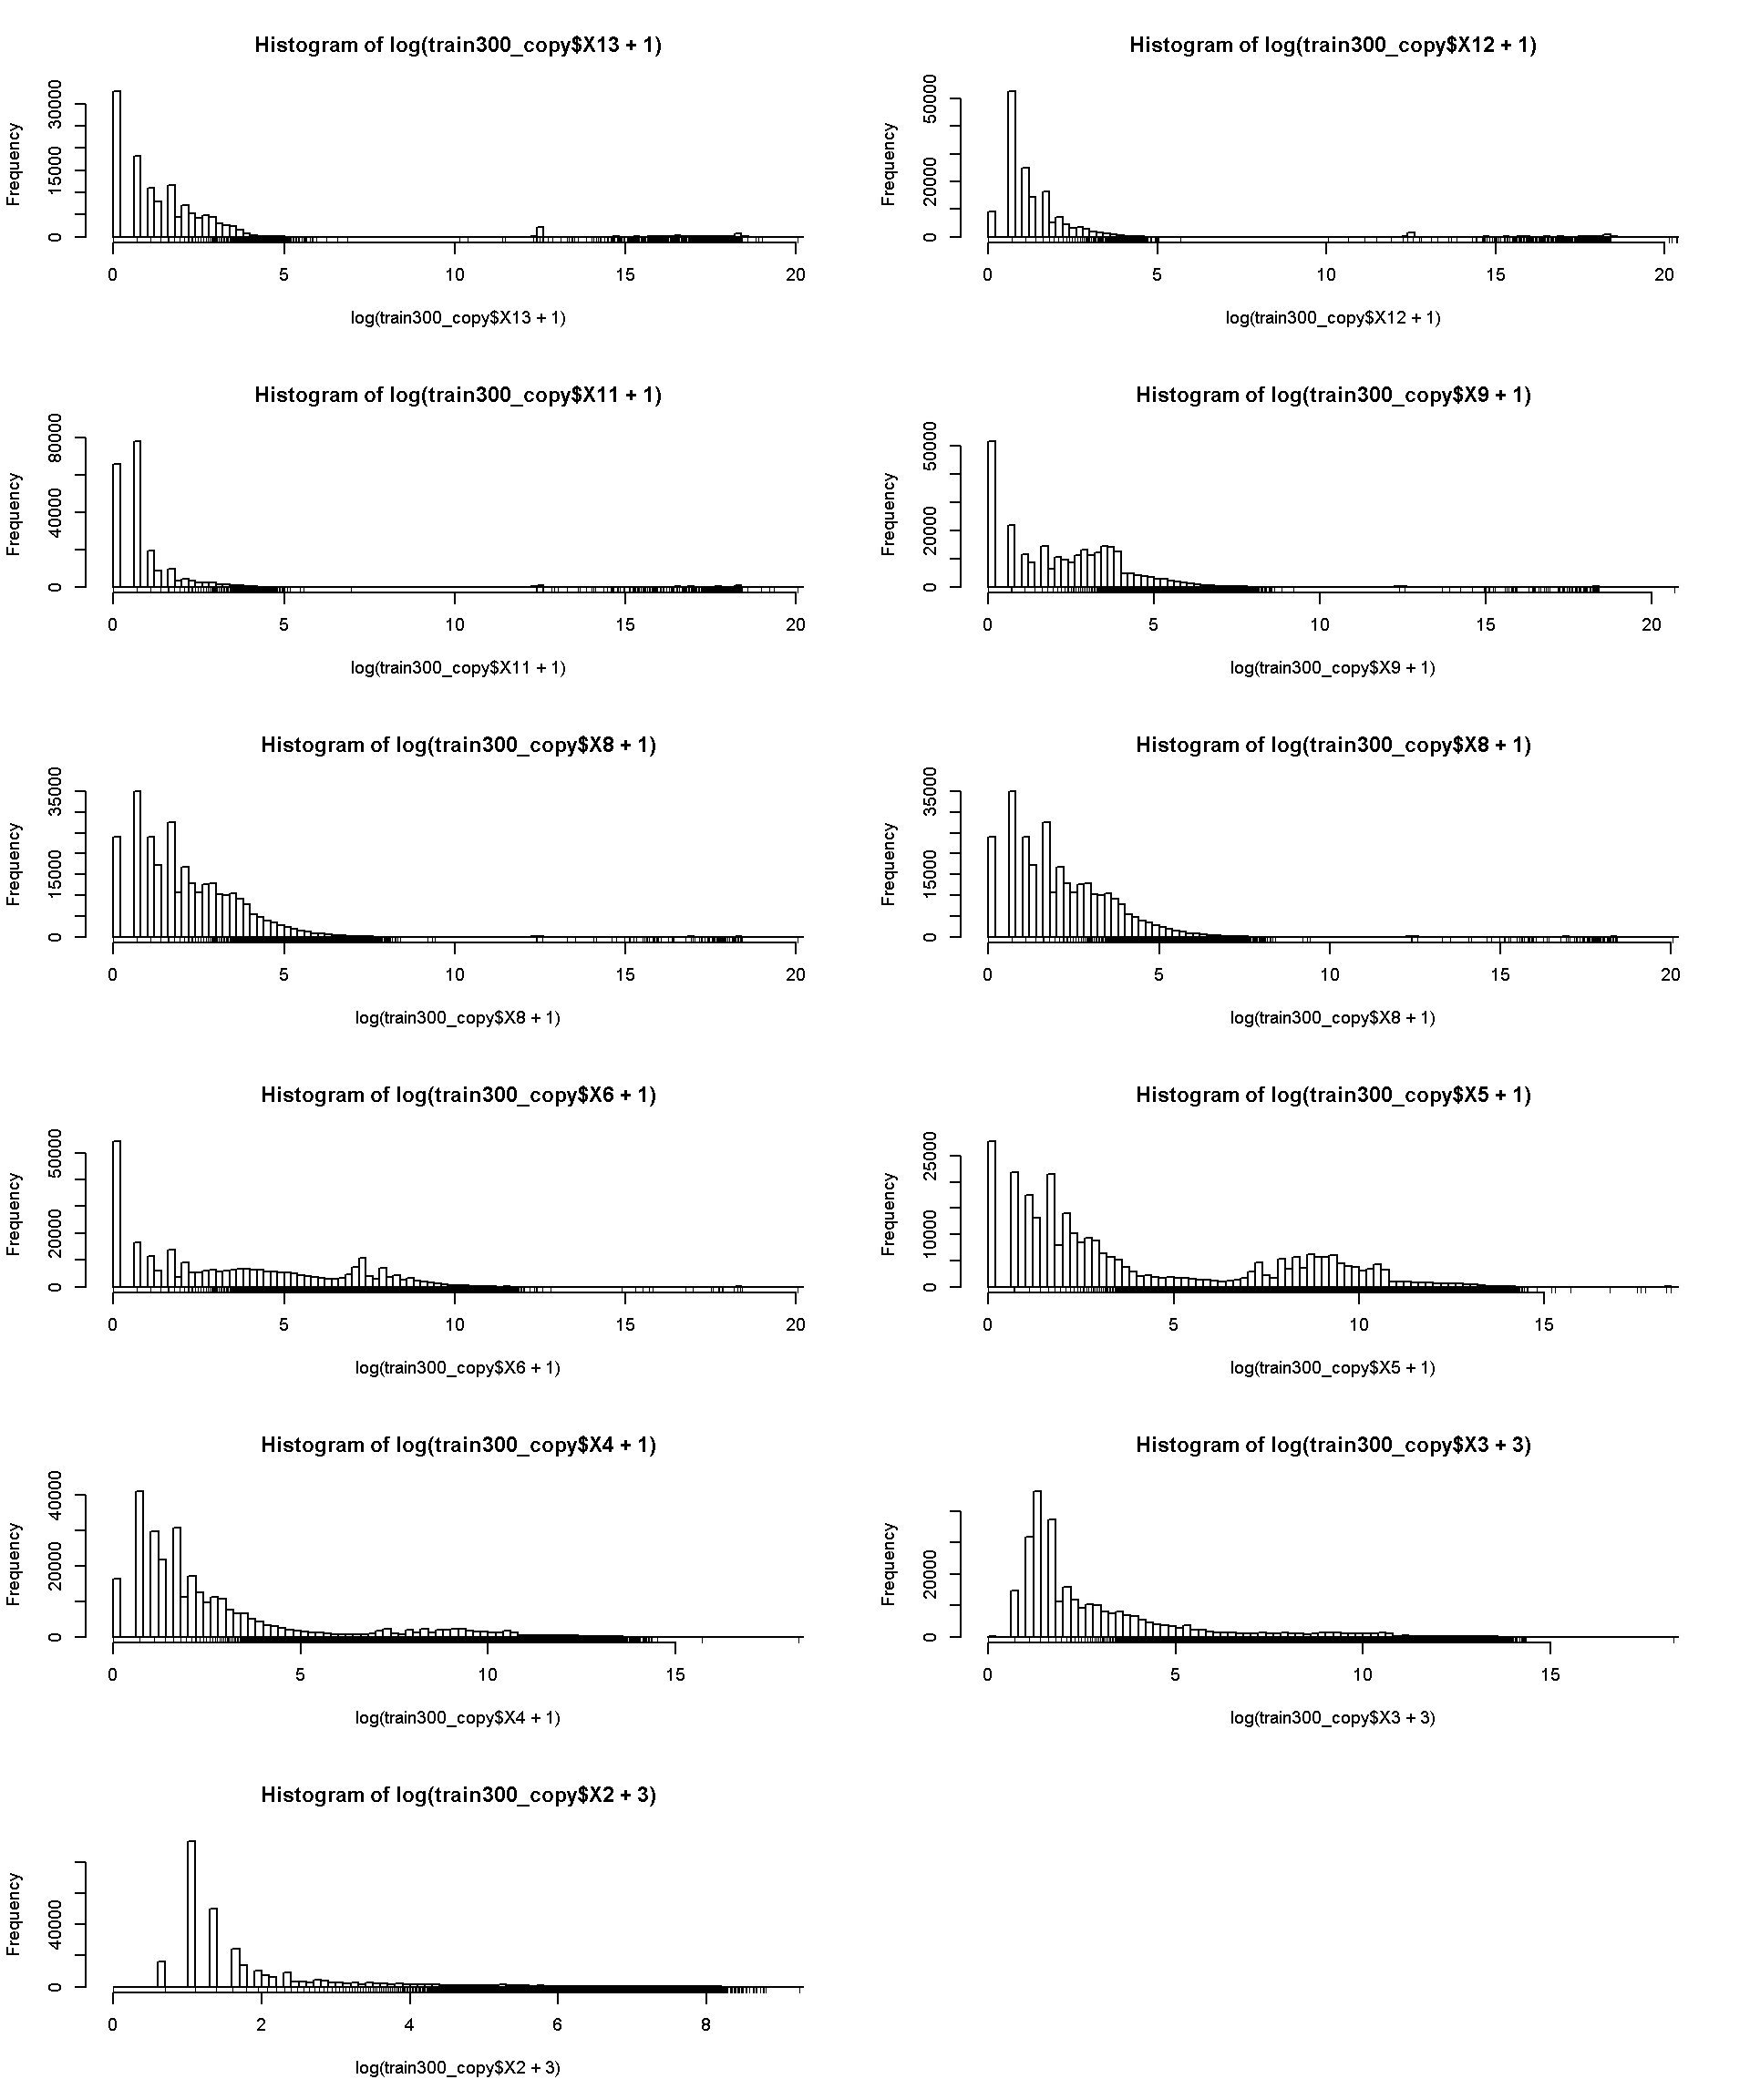 Histogram of log(train300_copy$X13 + 1)
Frequency
0 15000 30000
0 5 10 15 20
log(train300_copy$X13 + 1)
Histogram of log(train300_copy$X12 + 1)
Frequency
0 20000 50000
0 5 10 15 20
log(train300_copy$X12 + 1)
Histogram of log(train300_copy$X11 + 1)
Frequency
0 40000 80000
0 5 10 15 20
log(train300_copy$X11 + 1)
Histogram of log(train300_copy$X9 + 1)
Frequency
0 20000 50000
0 5 10 15 20
log(train300_copy$X9 + 1)
Histogram of log(train300_copy$X8 + 1)
Frequency
0 15000 35000
0 5 10 15 20
log(train300_copy$X8 + 1)
Histogram of log(train300_copy$X8 + 1)
Frequency
0 15000 35000
0 5 10 15 20
log(train300_copy$X8 + 1)
Histogram of log(train300_copy$X6 + 1)
Frequency
0 20000 50000
0 5 10 15 20
log(train300_copy$X6 + 1)
Histogram of log(train300_copy$X5 + 1)
Frequency
0 10000 25000
0 5 10 15
log(train300_copy$X5 + 1)
Histogram of log(train300_copy$X4 + 1)
Frequency
0 20000 40000
0 5 10 15
log(train300_copy$X4 + 1)
Histogram of log(train300_copy$X3 + 3)
Frequency
0 20000
0 5 10 15
log(train300_copy$X3 + 3)
Histogram of log(train300_copy$X2 + 3)
Frequency
0 40000
0 2 4 6 8
log(train300_copy$X2 + 3)